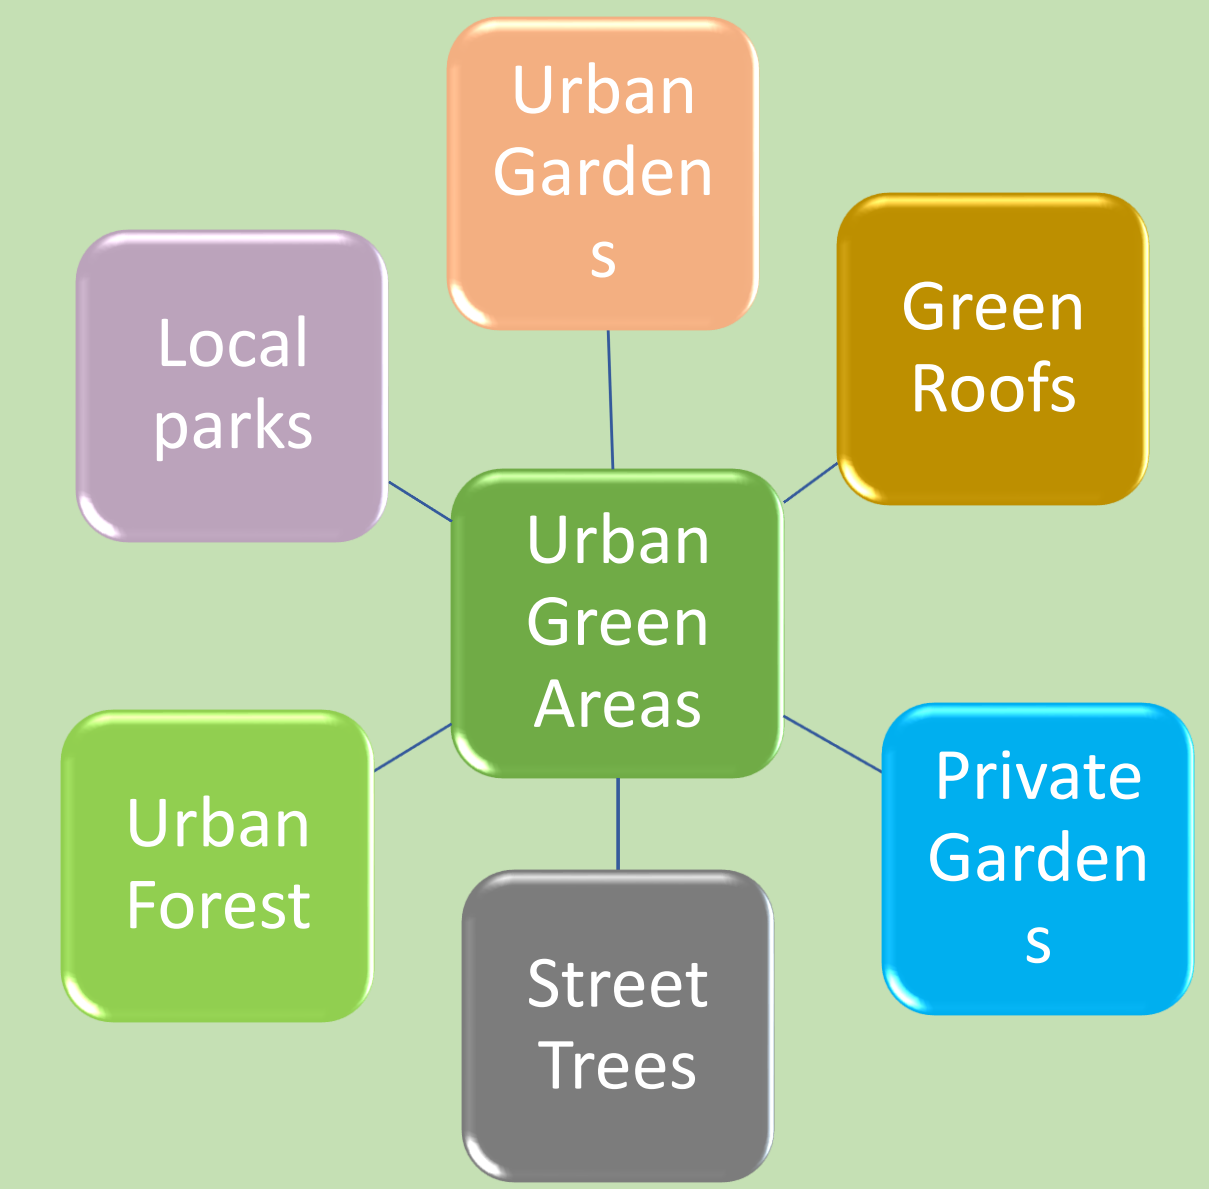 Urban
Garden
s
Green
Roofs
Local
parks
Urban
Green
Areas
Private
Garden
s
Urban
Forest
Street
Trees